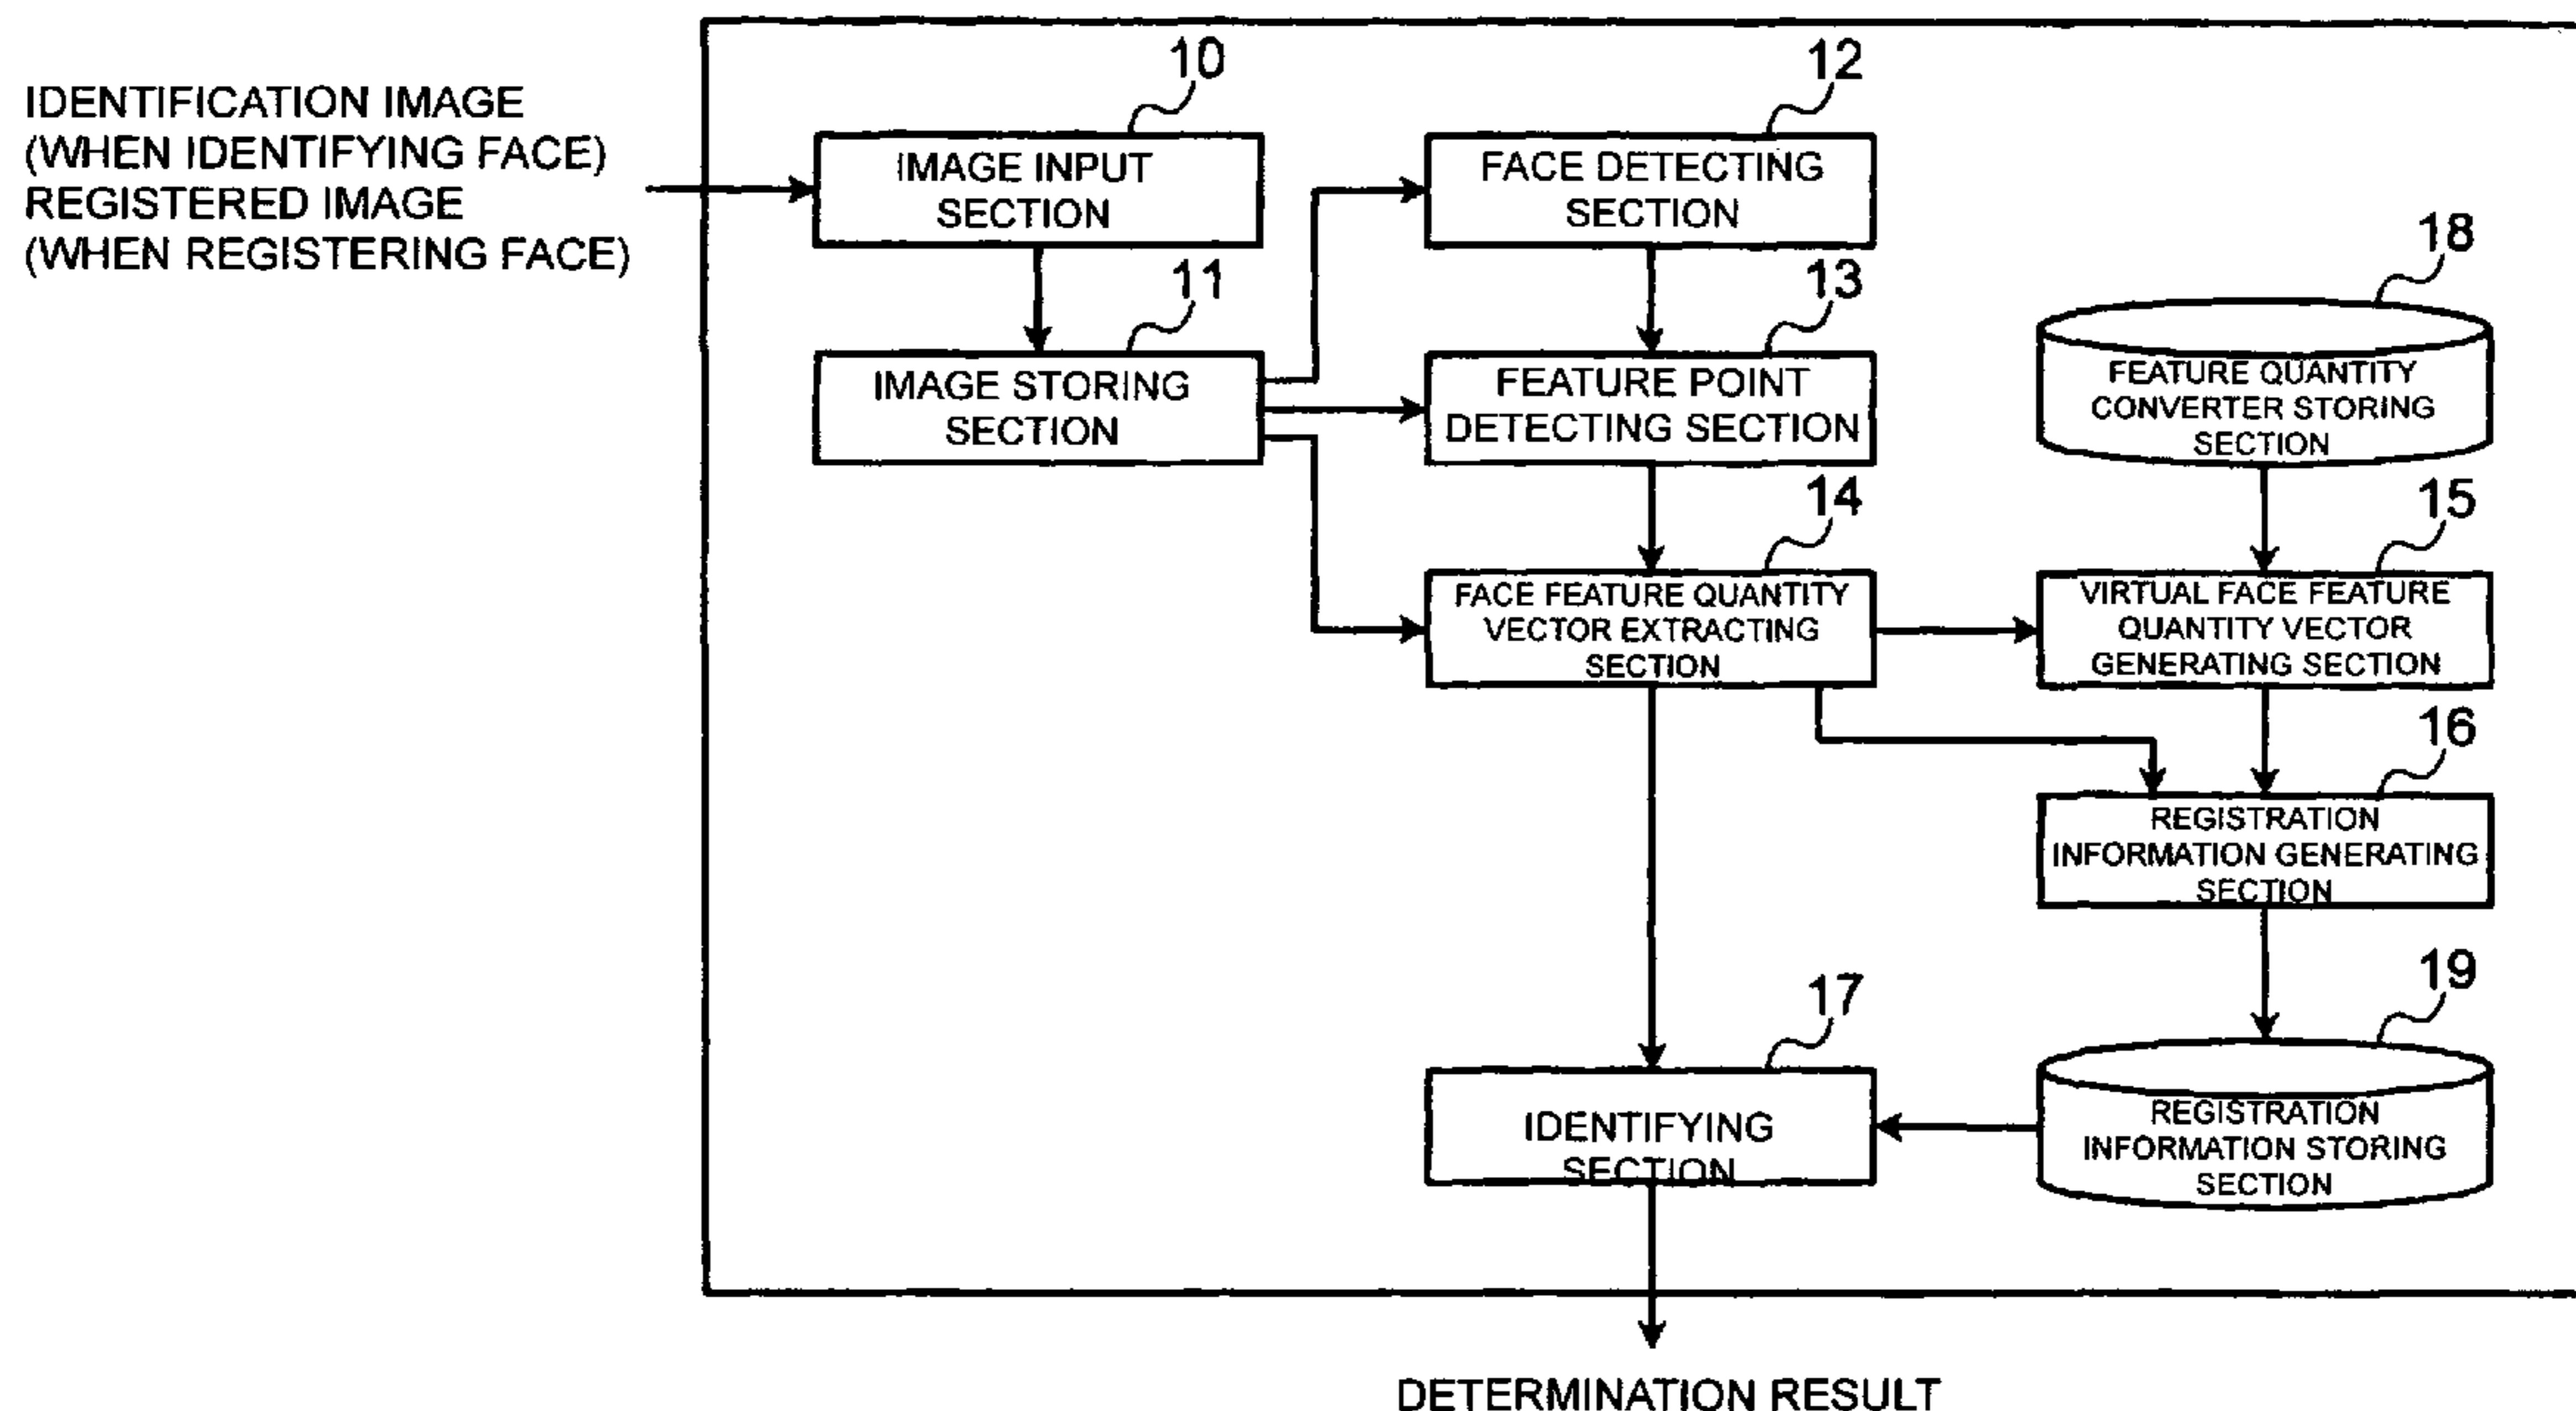 IDENTIFICATION IMAGE
(WHEN IDENTIFYING FACE)
REGISTERED IMAGE
(WHEN REGISTERING FACE)
10
IMAGE INPUT
SECTION
11
IMAGE STORING
SECTION
12
FACE DETECTING
SECTION
13
FEATURE POINT
DETECTING SECTION
18
FEATURE QUANTITY
CONVERTER STORING
SECTION
14
FACE FEATURE QUANTITY
VECTOR EXTRACTING
SECTION
15
VIRTUAL FACE FEATURE
QUANTITY VECTOR
GENERATING SECTION
16
REGISTRATION
INFORMATION GENERATING
SECTION
17
IDENTIFYING
SECTION
19
REGISTRATION
INFORMATION STORING
SECTION
DETERMINATION RESULT